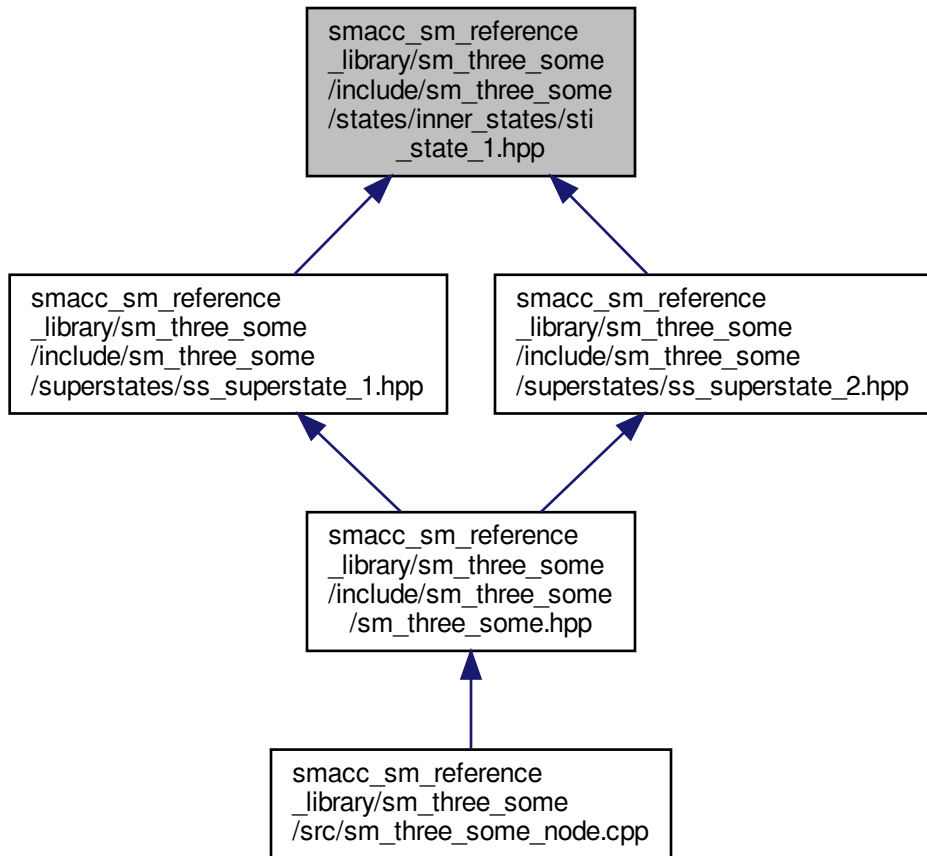 smacc_sm_reference
_library/sm_three_some
/include/sm_three_some
/states/inner_states/sti
_state_1.hpp
smacc_sm_reference
_library/sm_three_some
/include/sm_three_some
/superstates/ss_superstate_1.hpp
smacc_sm_reference
_library/sm_three_some
/include/sm_three_some
/superstates/ss_superstate_2.hpp
smacc_sm_reference
_library/sm_three_some
/include/sm_three_some
/sm_three_some.hpp
smacc_sm_reference
_library/sm_three_some
/src/sm_three_some_node.cpp